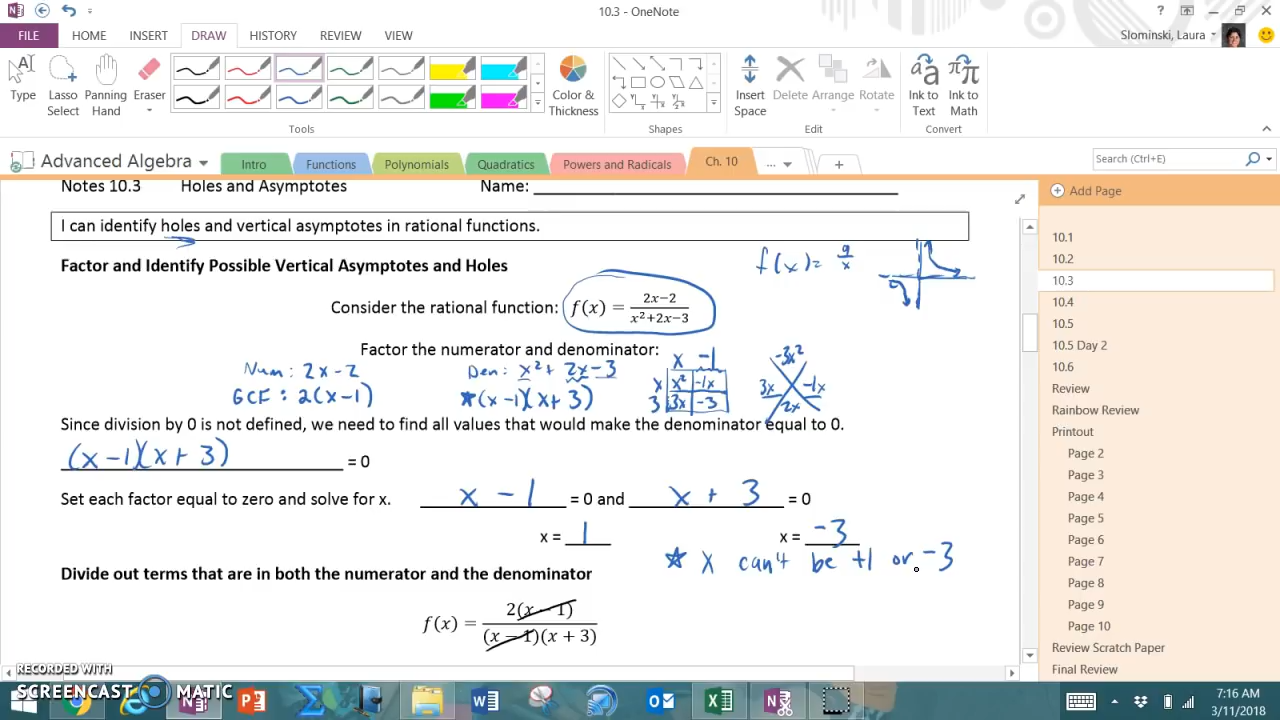 10.3 - OneNote
FILE HOME INSERT DRAW HISTORY REVIEW VIEW
Slominski, Laura
Type Lasso Select Panning Hand Eraser
Color & Thickness
Insert Space Delete Arrange Rotate
Ink to Text Ink to Math
Tools Shapes Edit Convert
Advanced Algebra Intro Functions Polynomials Quadratics Powers and Radicals Ch. 10 ... +
Search (Ctrl+E)
Notes 10.3 Holes and Asymptotes Name:
I can identify holes and vertical asymptotes in rational functions.
Factor and Identify Possible Vertical Asymptotes and Holes
f(x) = 9/x
Consider the rational function: f(x) = (2x−2)/(x²+2x−3)
Factor the numerator and denominator:
Num: 2x-2 Den: x² + 2x - 3
GCF: 2(x-1) *(x-1)(x+3)
x -1
x x² -1x
3 3x -3
-3x²
3x -1x
2x
Since division by 0 is not defined, we need to find all values that would make the denominator equal to 0.
(x-1)(x+3) = 0
Set each factor equal to zero and solve for x. x - 1 = 0 and x + 3 = 0
x = 1 x = -3
* x can't be +1 or -3
Divide out terms that are in both the numerator and the denominator
f(x) = 2(x − 1)/(x − 1)(x + 3)
Add Page
10.1
10.2
10.3
10.4
10.5
10.5 Day 2
10.6
Review
Rainbow Review
Printout
Page 2
Page 3
Page 4
Page 5
Page 6
Page 7
Page 8
Page 9
Page 10
Review Scratch Paper
Final Review
RECORDED WITH
SCREENCAST MATIC
7:16 AM
3/11/2018